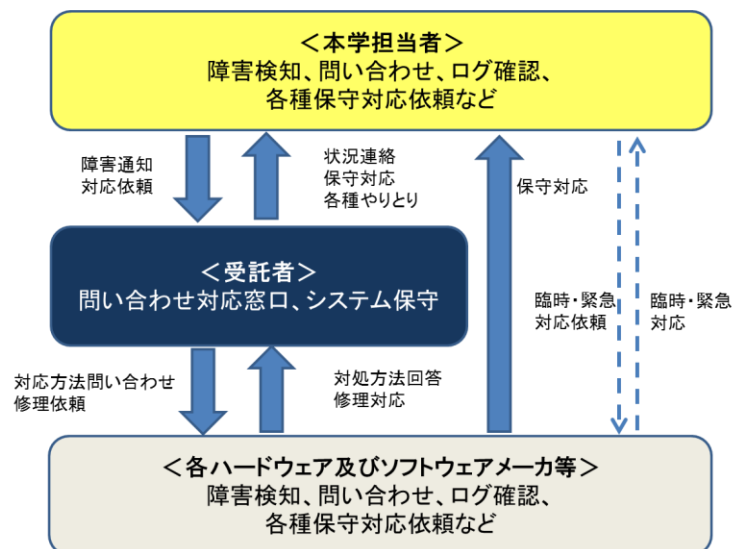 ＜本学担当者＞
障害検知、問い合わせ、ログ確認、
各種保守対応依頼など
障害通知
対応依頼
状況連絡
保守対応
各種やりとり
保守対応
＜受託者＞
問い合わせ対応窓口、システム保守
臨時・緊急
対応依頼
臨時・緊急
対応
対応方法問い合わせ
修理依頼
対処方法回答
修理対応
＜各ハードウェア及びソフトウェアメーカ等＞
障害検知、問い合わせ、ログ確認、
各種保守対応依頼など